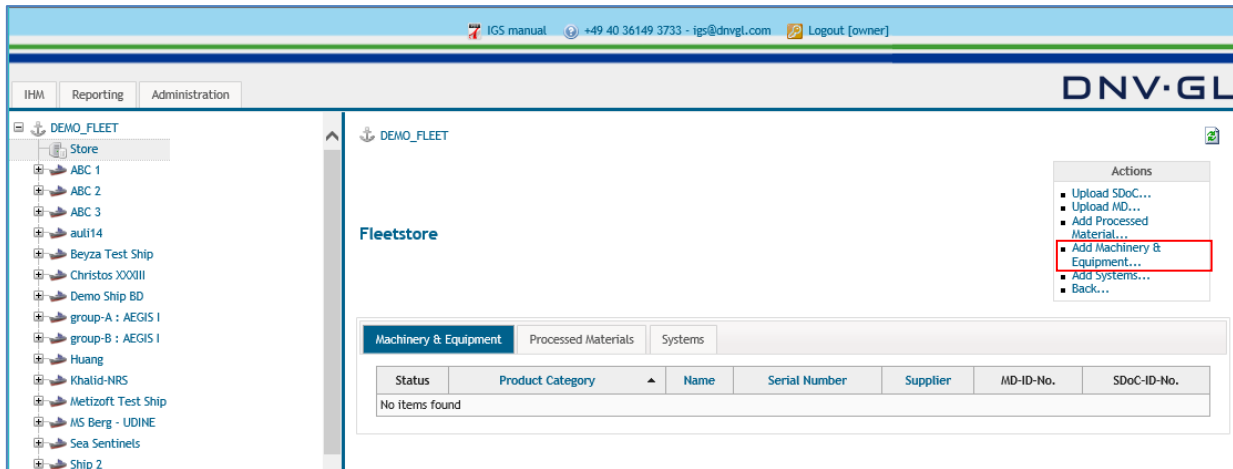 IGS manual +49 40 36149 3733 - igs@dnvgl.com Logout [owner]
IHM Reporting Administration
DNV·GL
DEMO_FLEET
Store
ABC 1
ABC 2
ABC 3
auli14
Beyza Test Ship
Christos XXXIII
Demo Ship BD
group-A : AEGIS I
group-B : AEGIS I
Huang
Khalid-NRS
Metizoft Test Ship
MS Berg - UDINE
Sea Sentinels
Ship 2
DEMO_FLEET
Actions
Upload SDoC...
Upload MD...
Add Processed
Material...
Add Machinery &
Equipment...
Add Systems...
Back...
Fleetstore
Machinery & Equipment Processed Materials Systems
Status Product Category Name Serial Number Supplier MD-ID-No. SDoC-ID-No.
No items found